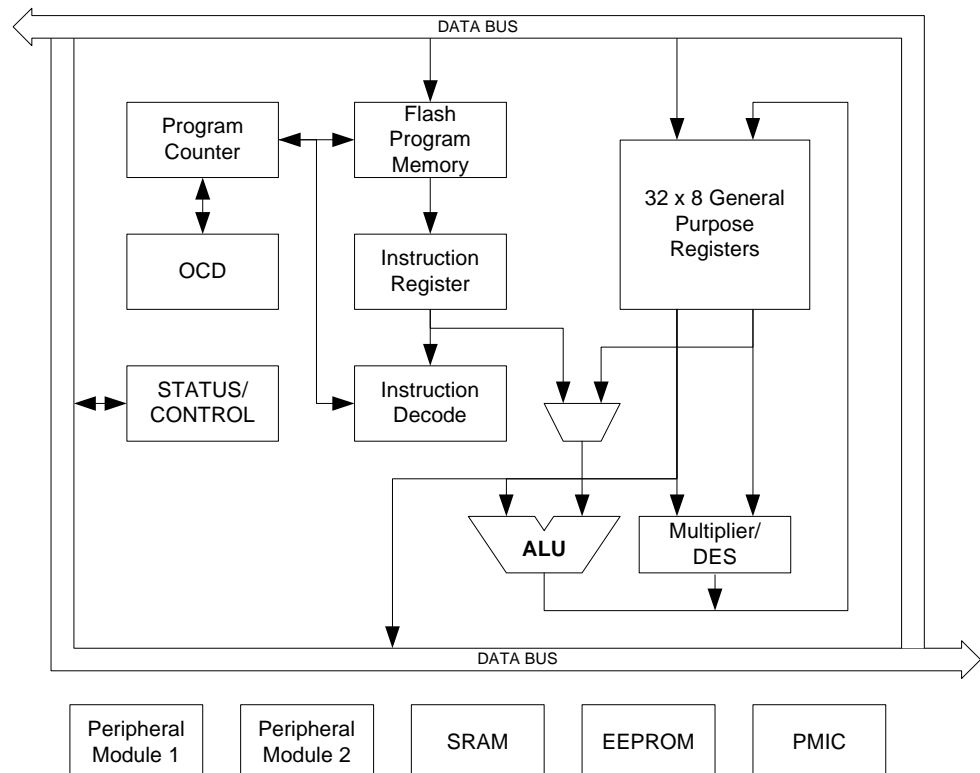 DATA BUS
Program
Counter
Flash
Program
Memory
32 x 8 General
Purpose
Registers
OCD
Instruction
Register
STATUS/
CONTROL
Instruction
Decode
ALU
Multiplier/
DES
DATA BUS
Peripheral
Module 1
Peripheral
Module 2
SRAM
EEPROM
PMIC